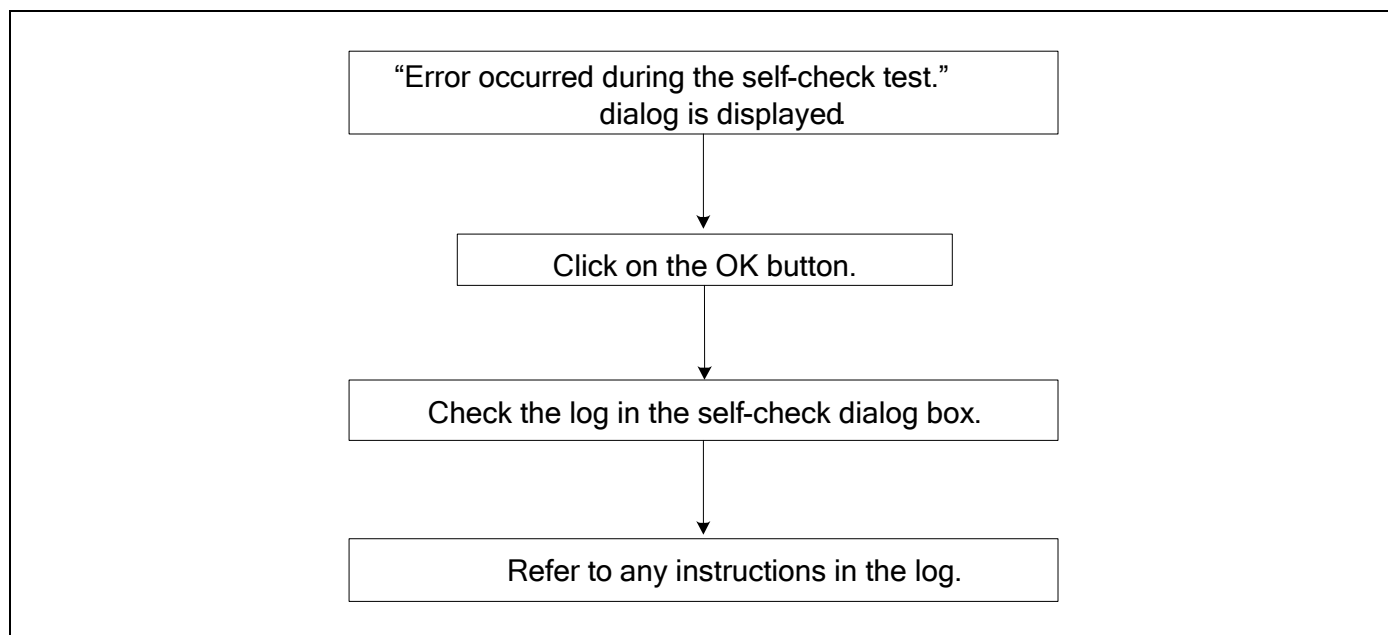 “Error occurred during the self-check test.”
dialog is displayed.
Click on the OK button.
Check the log in the self-check dialog box.
Refer to any instructions in the log.